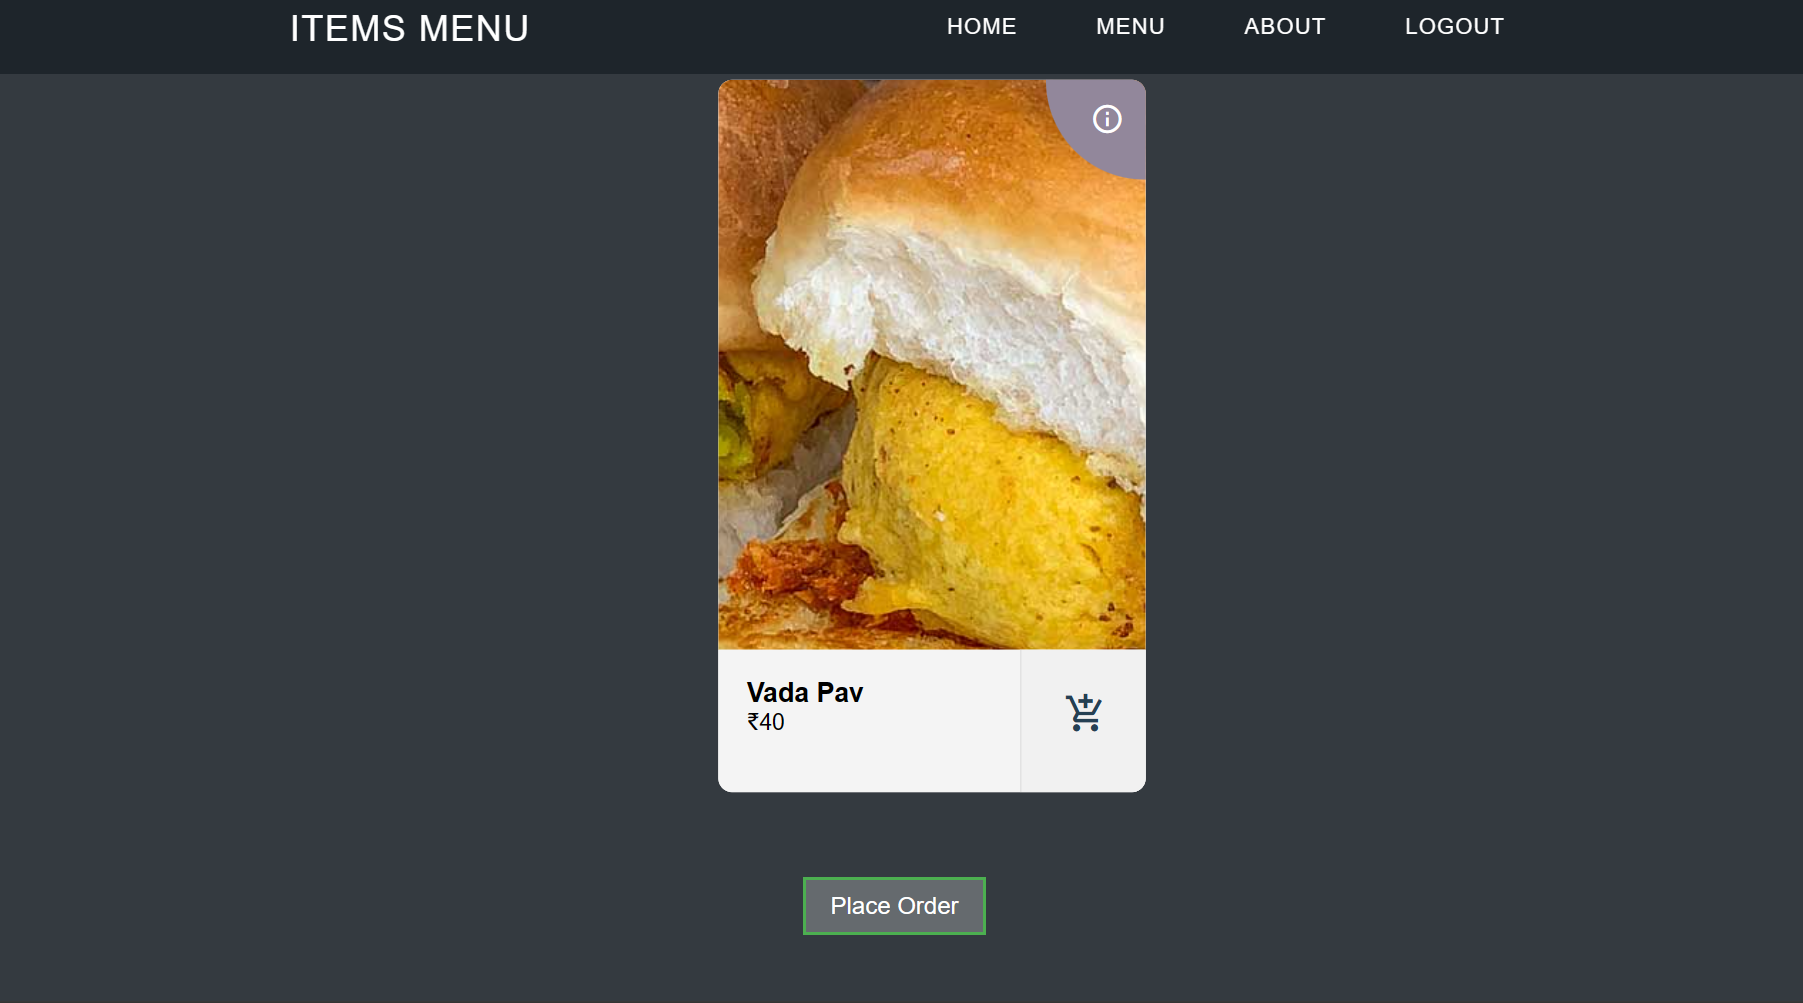 ITEMS MENU
HOME MENU ABOUT LOGOUT
Vada Pav
₹40
Place Order